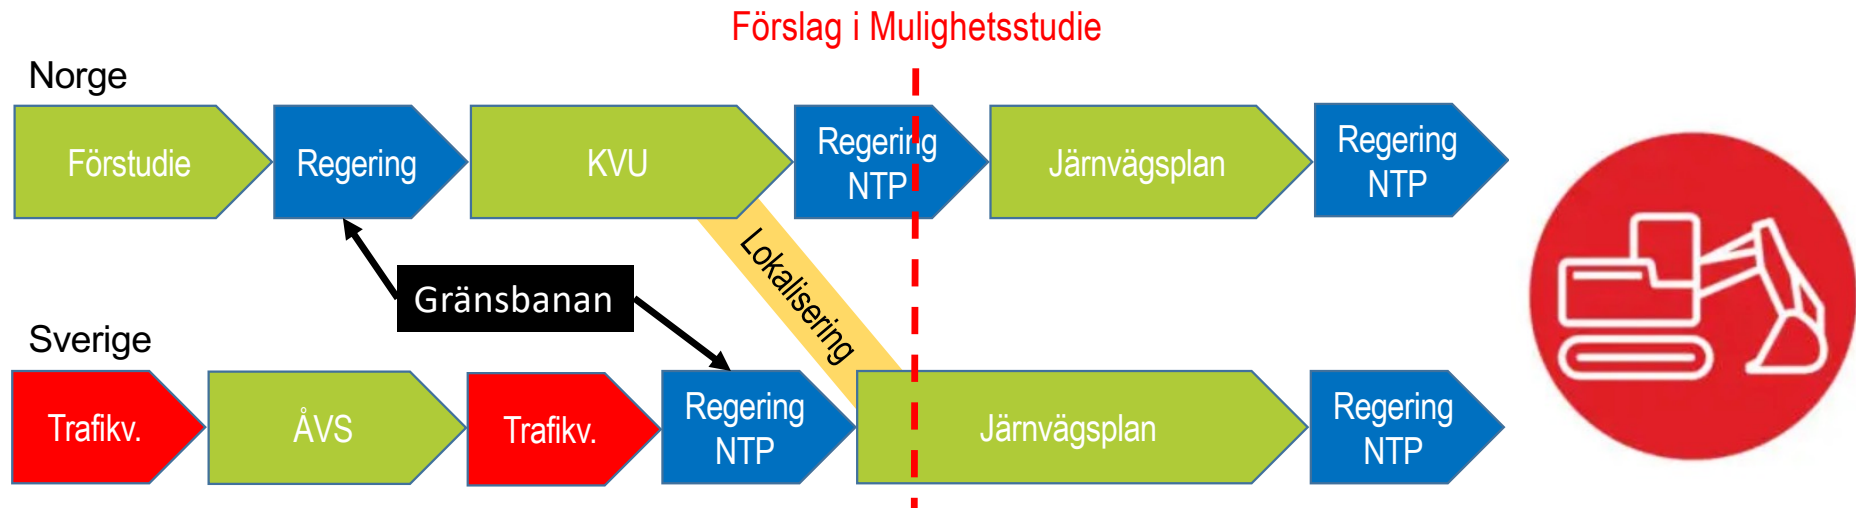 Förslag i Mulighetsstudie
Norge
Förstudie
Regering
KVU
Regering
NTP
Järnvägsplan
Regering
NTP
Lokalisering
Gränsbanan
Sverige
Trafikv.
ÅVS
Trafikv.
Regering
NTP
Järnvägsplan
Regering
NTP